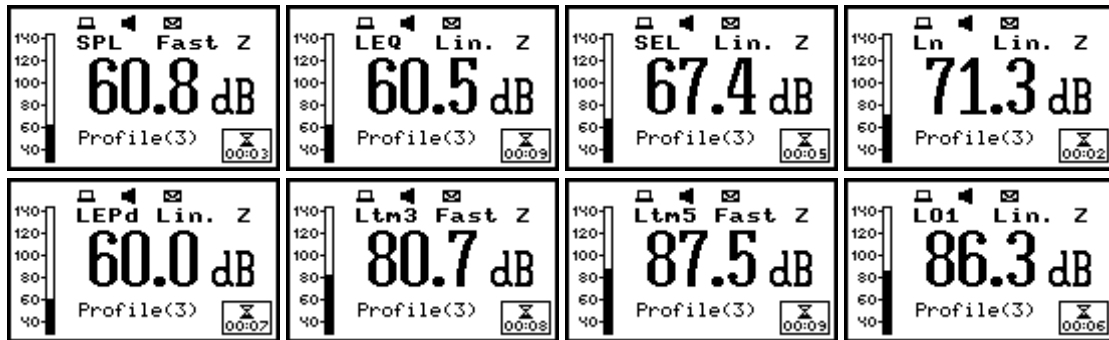 SPL Fast Z
140
120
100
80
60
40
60.8 dB
Profile(3)
00:03
LEQ Lin. Z
140
120
100
80
60
40
60.5 dB
Profile(3)
00:09
SEL Lin. Z
140
120
100
80
60
40
67.4 dB
Profile(3)
00:05
Ln Lin. Z
140
120
100
80
60
40
71.3 dB
Profile(3)
00:02
LEPd Lin. Z
140
120
100
80
60
40
60.0 dB
Profile(3)
00:07
Ltm3 Fast Z
140
120
100
80
60
40
80.7 dB
Profile(3)
00:08
Ltm5 Fast Z
140
120
100
80
60
40
87.5 dB
Profile(3)
00:09
L01 Lin. Z
140
120
100
80
60
40
86.3 dB
Profile(3)
00:06